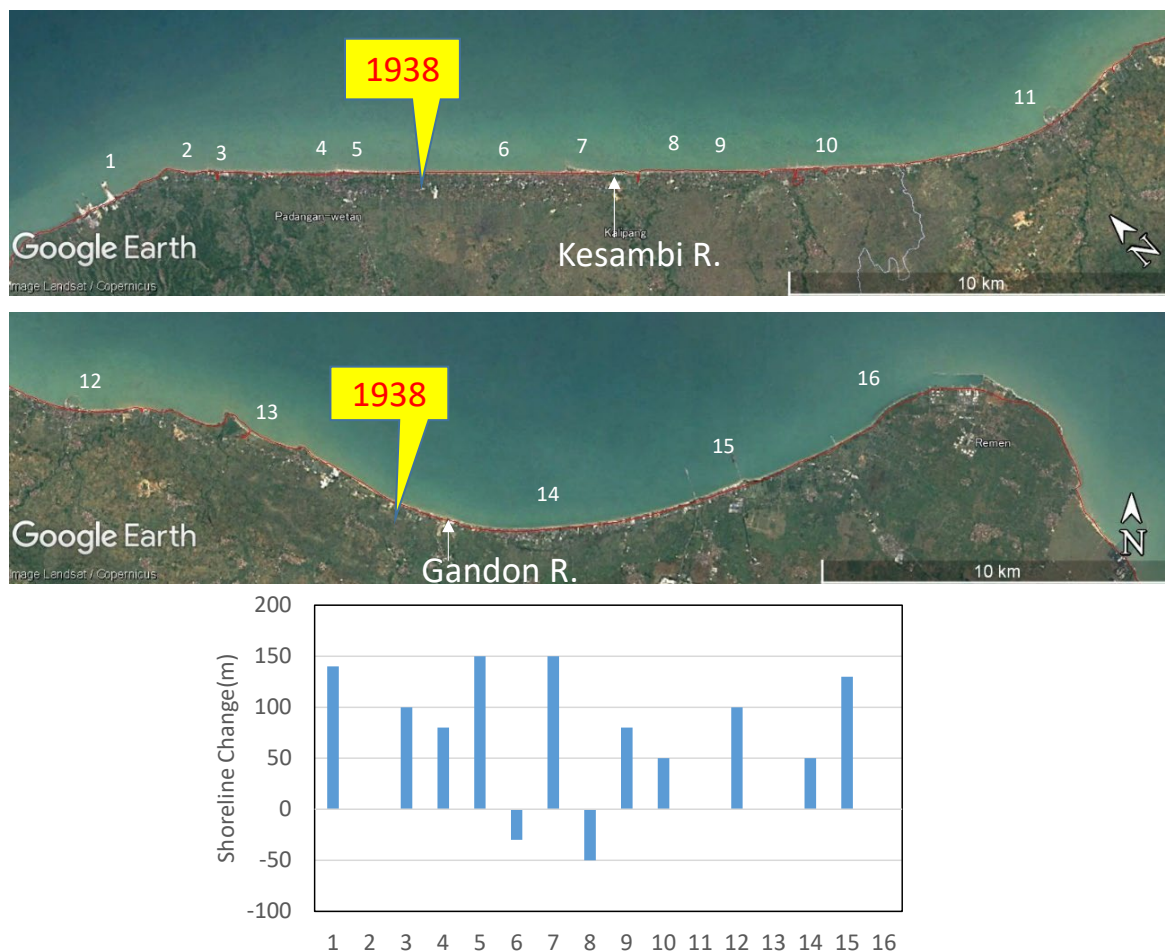 1938
1
2
3
4
5
6
7
8
9
10
11
Padangan-wetan
Kalipang
Kesambi R.
N
Google Earth
10 km
Image Landsat / Copernicus
12
13
1938
14
15
16
Remen
N
Google Earth
Gandon R.
10 km
Image Landsat / Copernicus
Shoreline Change(m)
200
150
100
50
0
-50
-100
1 2 3 4 5 6 7 8 9 10 11 12 13 14 15 16